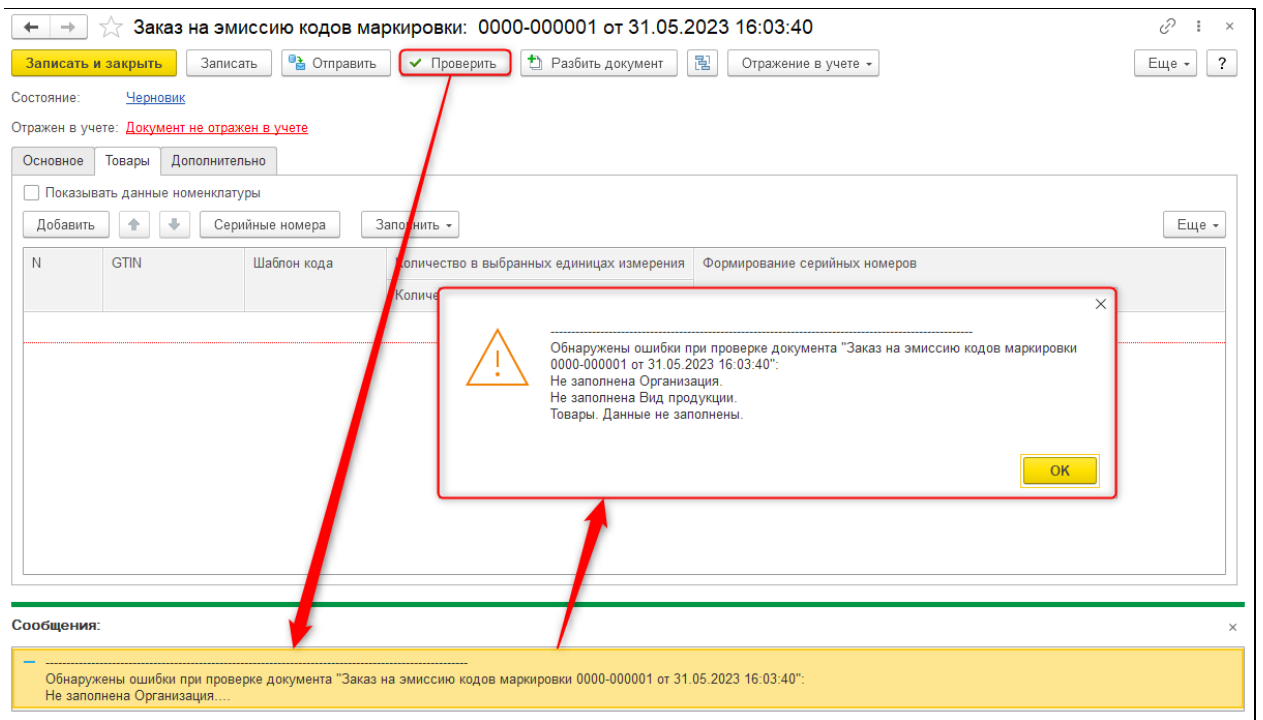 Заказ на эмиссию кодов маркировки: 0000-000001 от 31.05.2023 16:03:40
Записать и закрыть Записать Отправить Проверить Разбить документ Отражение в учете Еще ?
Состояние: Черновик
Отражен в учете: Документ не отражен в учете
Основное Товары Дополнительно
Показывать данные номенклатуры
Добавить Серийные номера Заполнить Еще
N GTIN Шаблон кода Количество в выбранных единицах измерения Формирование серийных номеров
Количе
Обнаружены ошибки при проверке документа "Заказ на эмиссию кодов маркировки
0000-000001 от 31.05.2023 16:03:40":
Не заполнена Организация.
Не заполнена Вид продукции.
Товары. Данные не заполнены.
OK
Сообщения:
Обнаружены ошибки при проверке документа "Заказ на эмиссию кодов маркировки 0000-000001 от 31.05.2023 16:03:40":
Не заполнена Организация....